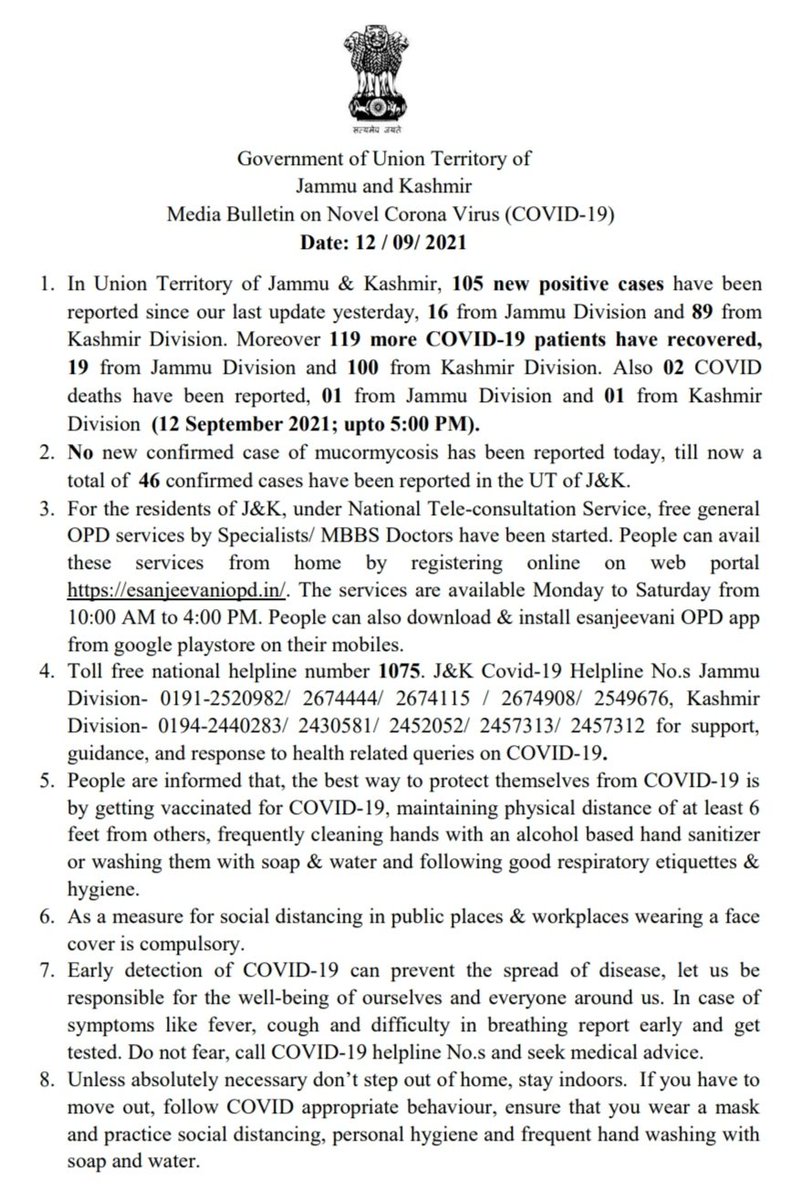 सत्यमेव जयते
Government of Union Territory of
Jammu and Kashmir
Media Bulletin on Novel Corona Virus (COVID-19)
Date: 12 / 09/ 2021
1. In Union Territory of Jammu & Kashmir, 105 new positive cases have been
reported since our last update yesterday, 16 from Jammu Division and 89 from
Kashmir Division. Moreover 119 more COVID-19 patients have recovered,
19 from Jammu Division and 100 from Kashmir Division. Also 02 COVID
deaths have been reported, 01 from Jammu Division and 01 from Kashmir
Division (12 September 2021; upto 5:00 PM).
2. No new confirmed case of mucormycosis has been reported today, till now a
total of 46 confirmed cases have been reported in the UT of J&K.
3. For the residents of J&K, under National Tele-consultation Service, free general
OPD services by Specialists/ MBBS Doctors have been started. People can avail
these services from home by registering online on web portal
https://esanjeevaniopd.in/. The services are available Monday to Saturday from
10:00 AM to 4:00 PM. People can also download & install esanjeevani OPD app
from google playstore on their mobiles.
4. Toll free national helpline number 1075. J&K Covid-19 Helpline No.s Jammu
Division- 0191-2520982/ 2674444/ 2674115 / 2674908/ 2549676, Kashmir
Division- 0194-2440283/ 2430581/ 2452052/ 2457313/ 2457312 for support,
guidance, and response to health related queries on COVID-19.
5. People are informed that, the best way to protect themselves from COVID-19 is
by getting vaccinated for COVID-19, maintaining physical distance of at least 6
feet from others, frequently cleaning hands with an alcohol based hand sanitizer
or washing them with soap & water and following good respiratory etiquettes &
hygiene.
6. As a measure for social distancing in public places & workplaces wearing a face
cover is compulsory.
7. Early detection of COVID-19 can prevent the spread of disease, let us be
responsible for the well-being of ourselves and everyone around us. In case of
symptoms like fever, cough and difficulty in breathing report early and get
tested. Do not fear, call COVID-19 helpline No.s and seek medical advice.
8. Unless absolutely necessary don’t step out of home, stay indoors. If you have to
move out, follow COVID appropriate behaviour, ensure that you wear a mask
and practice social distancing, personal hygiene and frequent hand washing with
soap and water.